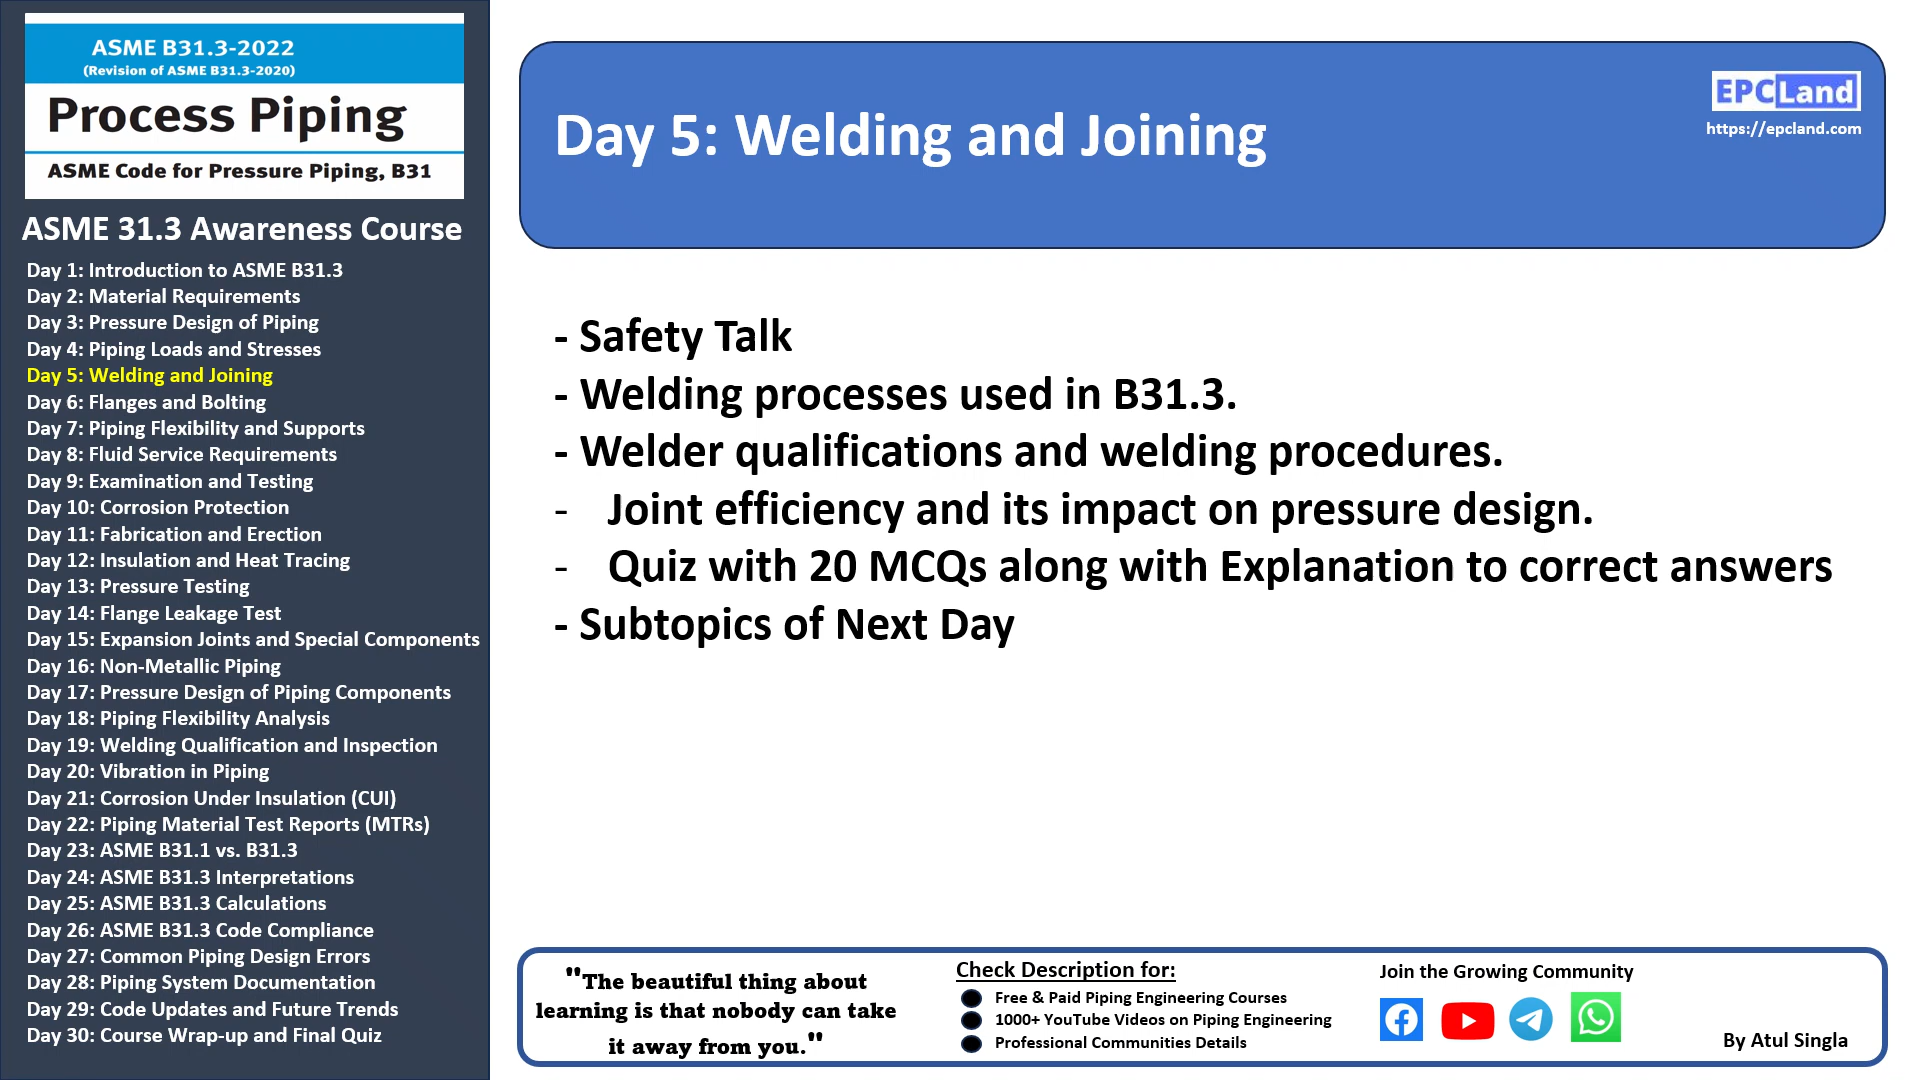 ASME B31.3-2022
(Revision of ASME B31.3-2020)
Process Piping
ASME Code for Pressure Piping, B31
ASME 31.3 Awareness Course
Day 1: Introduction to ASME B31.3
Day 2: Material Requirements
Day 3: Pressure Design of Piping
Day 4: Piping Loads and Stresses
Day 5: Welding and Joining
Day 6: Flanges and Bolting
Day 7: Piping Flexibility and Supports
Day 8: Fluid Service Requirements
Day 9: Examination and Testing
Day 10: Corrosion Protection
Day 11: Fabrication and Erection
Day 12: Insulation and Heat Tracing
Day 13: Pressure Testing
Day 14: Flange Leakage Test
Day 15: Expansion Joints and Special Components
Day 16: Non-Metallic Piping
Day 17: Pressure Design of Piping Components
Day 18: Piping Flexibility Analysis
Day 19: Welding Qualification and Inspection
Day 20: Vibration in Piping
Day 21: Corrosion Under Insulation (CUI)
Day 22: Piping Material Test Reports (MTRs)
Day 23: ASME B31.1 vs. B31.3
Day 24: ASME B31.3 Interpretations
Day 25: ASME B31.3 Calculations
Day 26: ASME B31.3 Code Compliance
Day 27: Common Piping Design Errors
Day 28: Piping System Documentation
Day 29: Code Updates and Future Trends
Day 30: Course Wrap-up and Final Quiz
Day 5: Welding and Joining
EPCLand
https://epcland.com
- Safety Talk
- Welding processes used in B31.3.
- Welder qualifications and welding procedures.
- Joint efficiency and its impact on pressure design.
- Quiz with 20 MCQs along with Explanation to correct answers
- Subtopics of Next Day
"The beautiful thing about
learning is that nobody can take
it away from you."
Check Description for:
● Free & Paid Piping Engineering Courses
● 1000+ YouTube Videos on Piping Engineering
● Professional Communities Details
Join the Growing Community
By Atul Singla